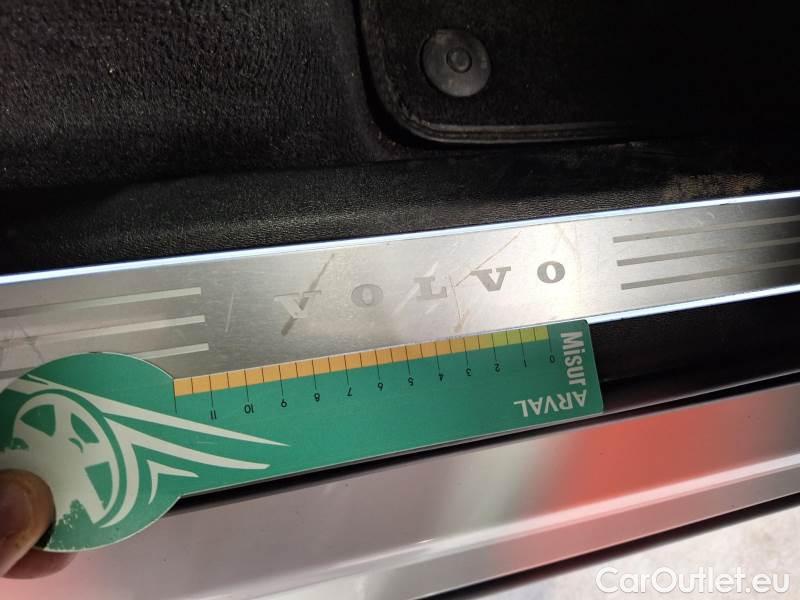 VOLVO
0 1 2 3 4 5 6 7 8 9 10 11
Misur
ARVAL
CarOutlet.eu